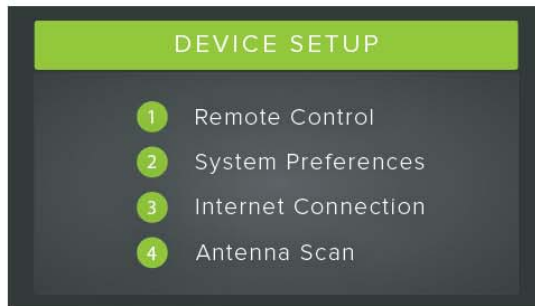 DEVICE SETUP
1 Remote Control
2 System Preferences
3 Internet Connection
4 Antenna Scan